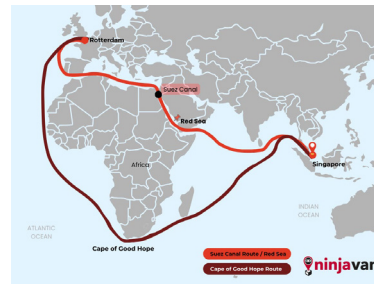 Rotterdam
Suez Canal
Red Sea
Africa
Singapore
INDIAN
OCEAN
ATLANTIC
OCEAN
Cape of Good Hope
Suez Canal Route / Red Sea
Cape of Good Hope Route
ninjavan